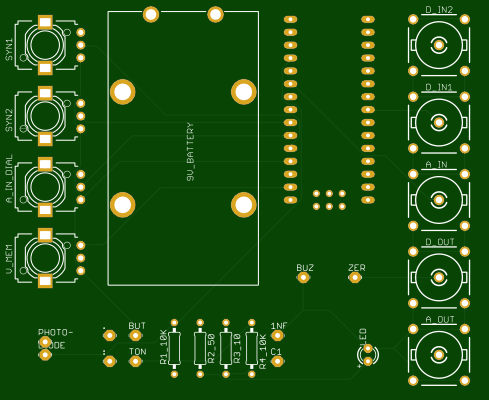 SYN1
SYN2
A_IN_DIAL
V_MEM
9V_BATTERY
D_IN2
D_IN1
A_IN
D_OUT
A_OUT
BUZ
ZER
PHOTO-
BUT
TON
R1_10K
R2_50
R3_10
R4_10K
1NF
C1
LED
+